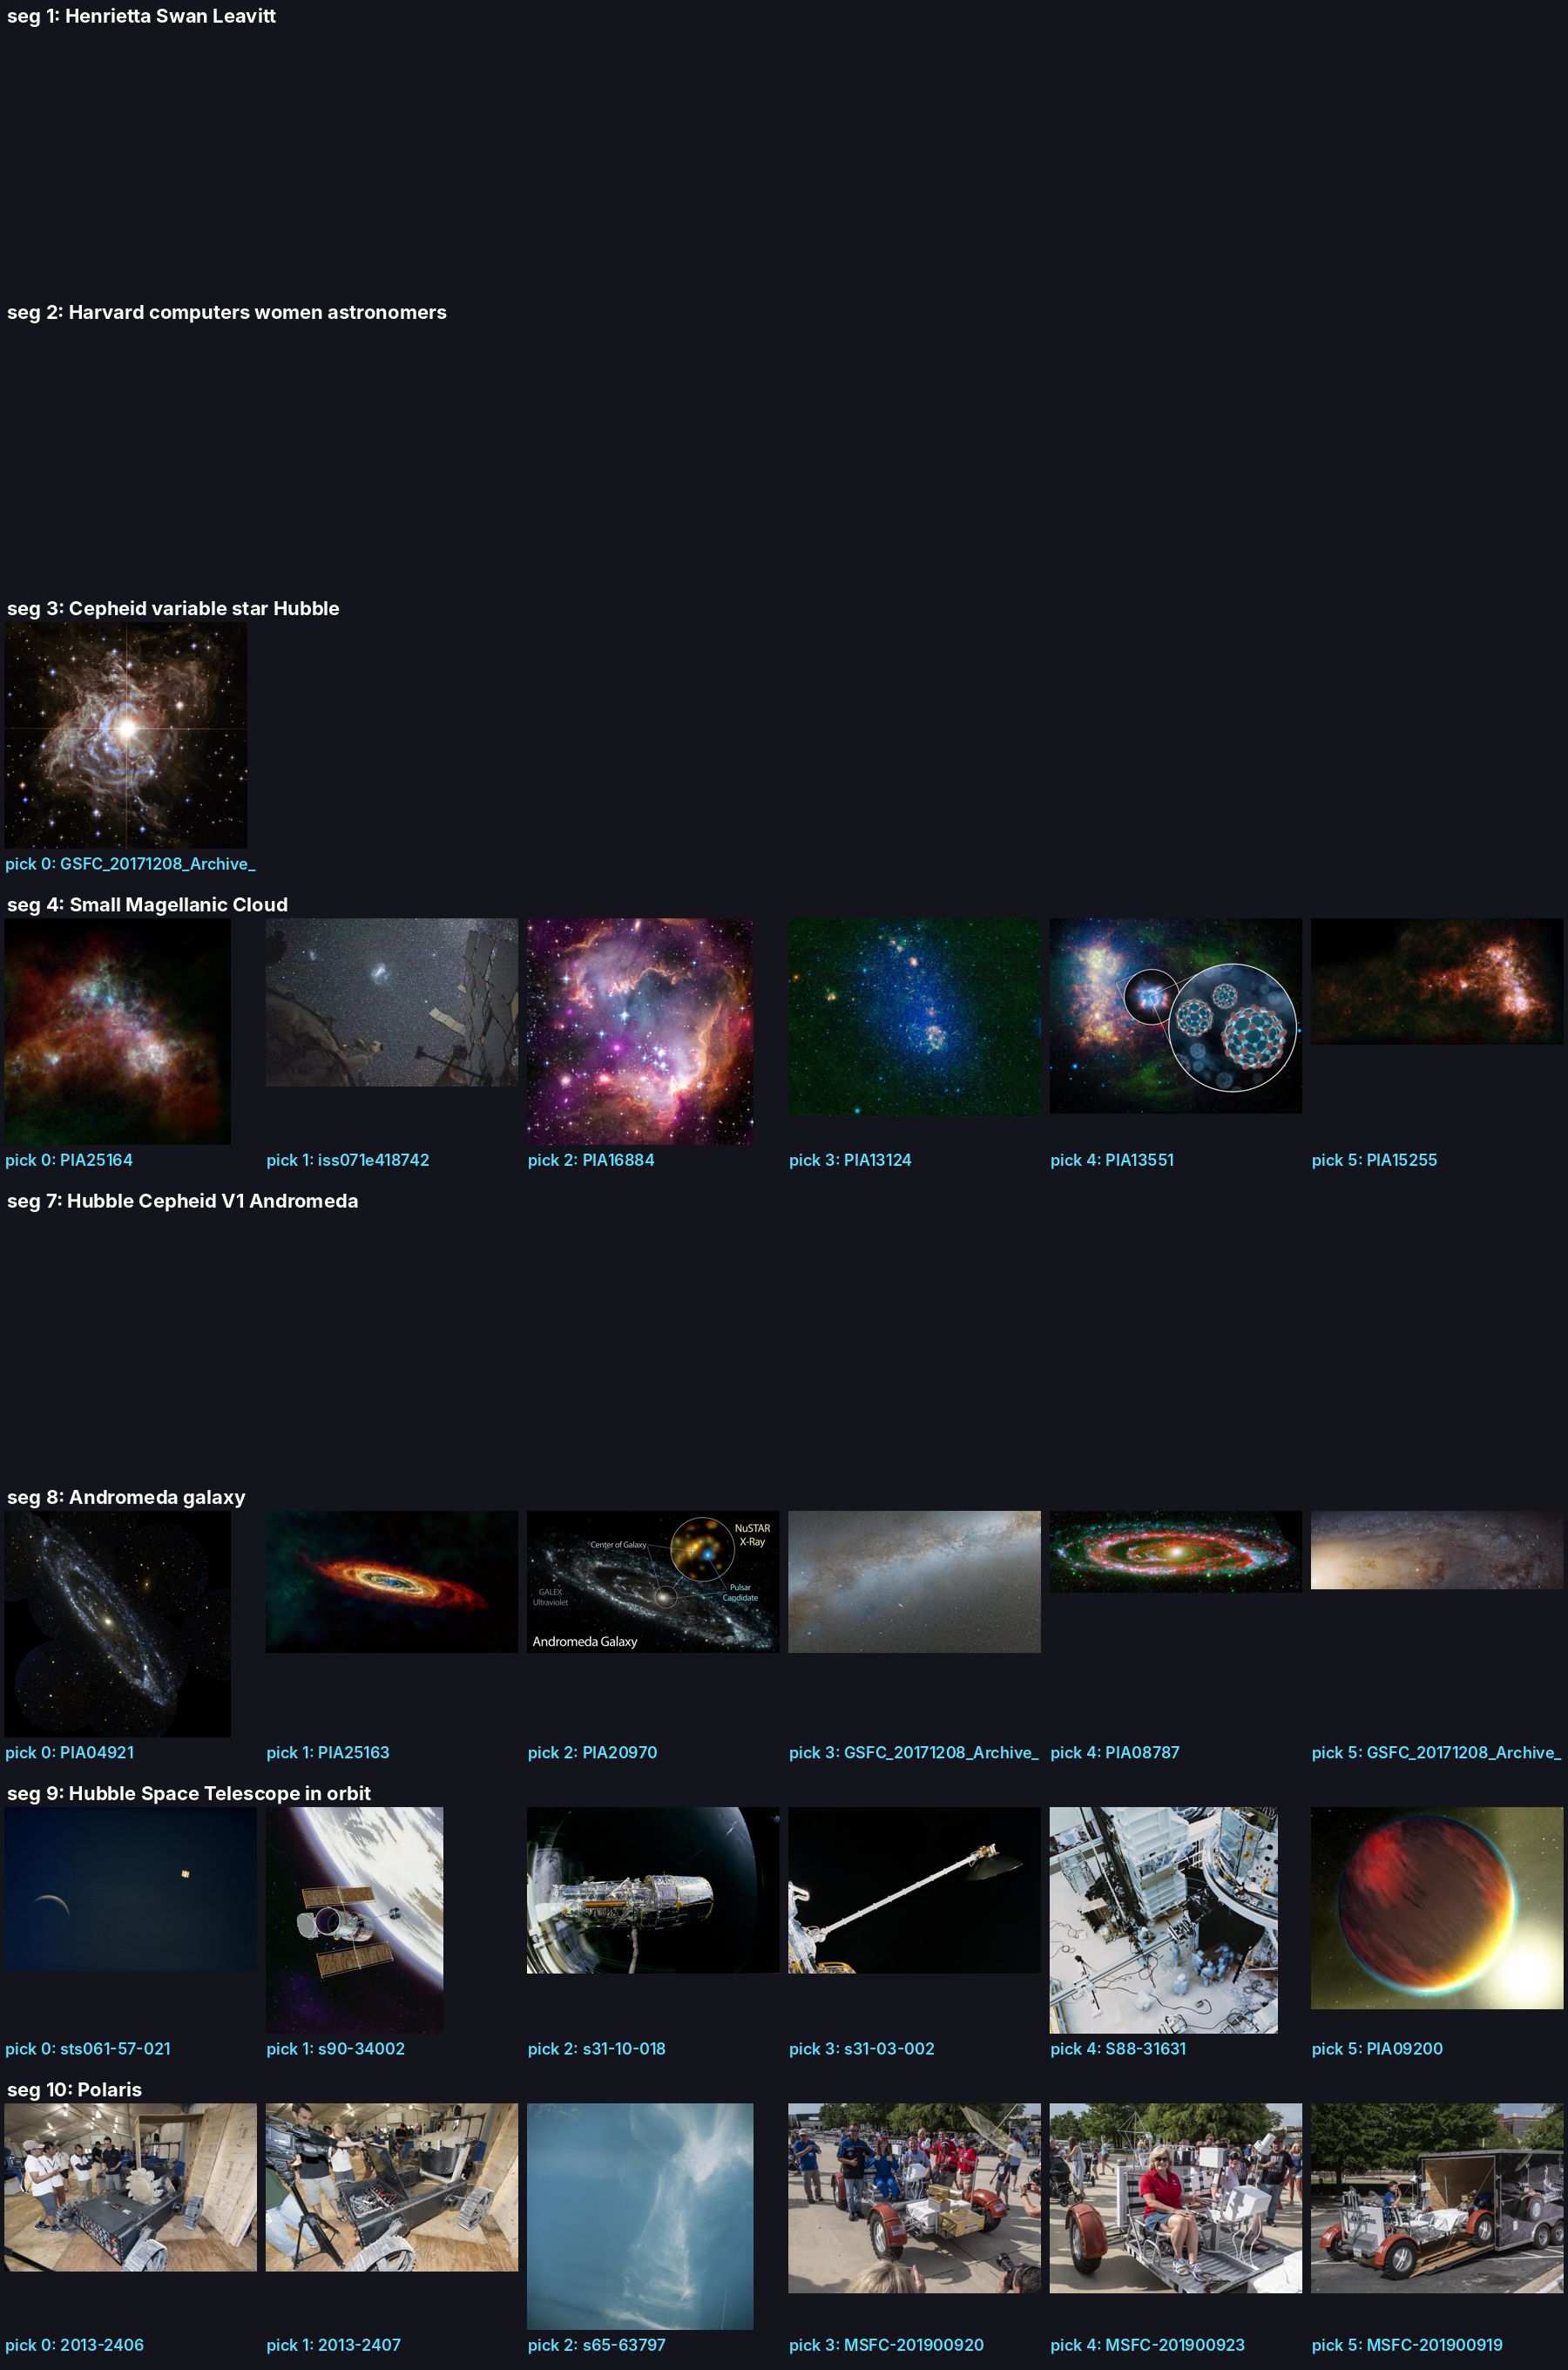 seg 1: Henrietta Swan Leavitt
seg 2: Harvard computers women astronomers
seg 3: Cepheid variable star Hubble
pick 0: GSFC_20171208_Archive_
seg 4: Small Magellanic Cloud
pick 0: PIA25164
pick 1: iss071e418742
pick 2: PIA16884
pick 3: PIA13124
pick 4: PIA13551
pick 5: PIA15255
seg 7: Hubble Cepheid V1 Andromeda
seg 8: Andromeda galaxy
NuSTAR
X-Ray
Center of Galaxy
GALEX
Ultraviolet
Pulsar
Candidate
Andromeda Galaxy
pick 0: PIA04921
pick 1: PIA25163
pick 2: PIA20970
pick 3: GSFC_20171208_Archive_
pick 4: PIA08787
pick 5: GSFC_20171208_Archive_
seg 9: Hubble Space Telescope in orbit
pick 0: sts061-57-021
pick 1: s90-34002
pick 2: s31-10-018
pick 3: s31-03-002
pick 4: S88-31631
pick 5: PIA09200
seg 10: Polaris
pick 0: 2013-2406
pick 1: 2013-2407
pick 2: s65-63797
pick 3: MSFC-201900920
pick 4: MSFC-201900923
pick 5: MSFC-201900919